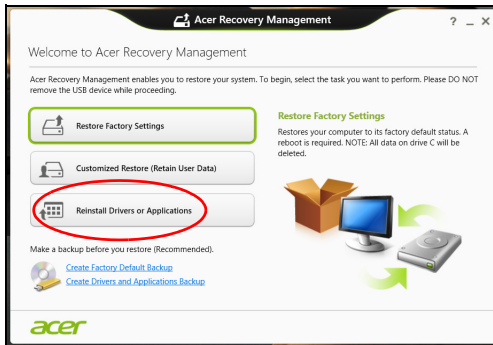 Acer Recovery Management
? _ ×
Welcome to Acer Recovery Management
Acer Recovery Management enables you to restore your system. To begin, select the task you want to perform. Please DO NOT
remove the USB device while proceeding.
Restore Factory Settings
Customized Restore (Retain User Data)
Reinstall Drivers or Applications
Restore Factory Settings
Restores your computer to its factory default status. A
reboot is required. NOTE: All data on drive C will be
deleted.
Make a backup before you restore (Recommended).
Create Factory Default Backup
Create Drivers and Applications Backup
acer